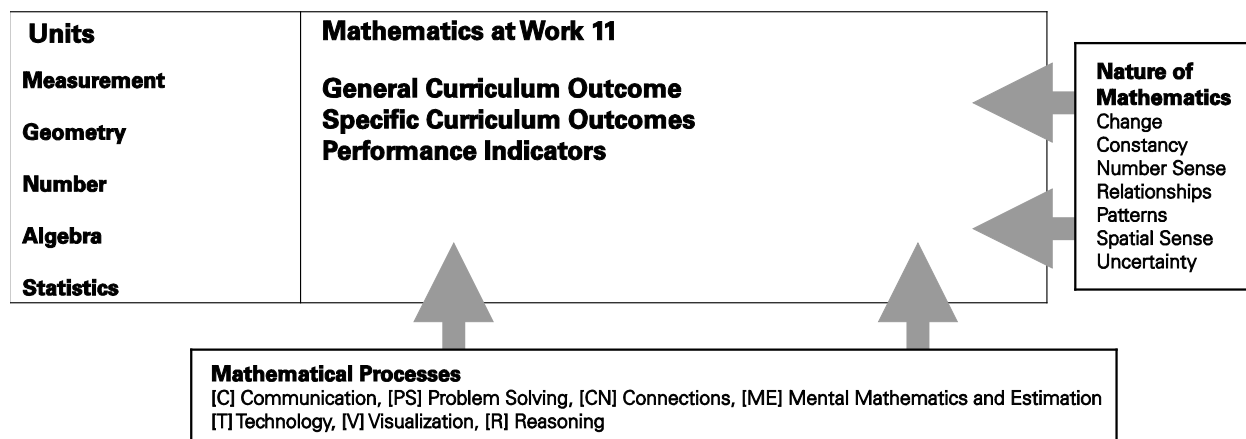 Units
Measurement
Geometry
Number
Algebra
Statistics
Mathematics at Work 11
General Curriculum Outcome
Specific Curriculum Outcomes
Performance Indicators
Nature of
Mathematics
Change
Constancy
Number Sense
Relationships
Patterns
Spatial Sense
Uncertainty
Mathematical Processes
[C] Communication, [PS] Problem Solving, [CN] Connections, [ME] Mental Mathematics and Estimation
[T] Technology, [V] Visualization, [R] Reasoning